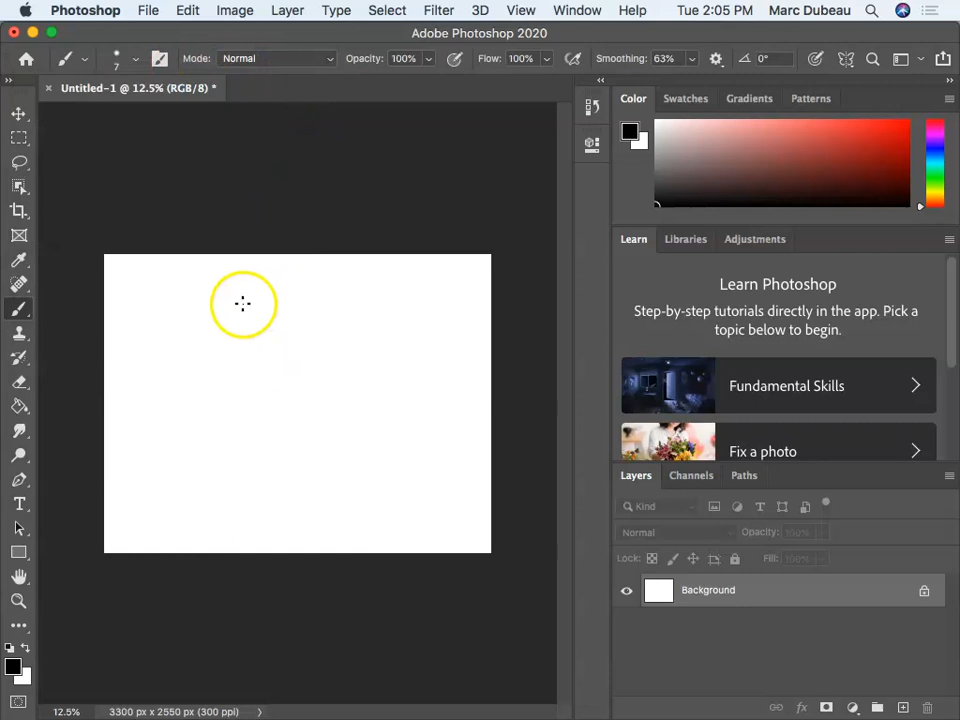 Photoshop File Edit Image Layer Type Select Filter 3D View Window Help Tue 2:05 PM Marc Dubeau
Adobe Photoshop 2020
7 Mode: Normal Opacity: 100% Flow: 100% Smoothing: 63% 0°
Untitled-1 @ 12.5% (RGB/8) *
Color Swatches Gradients Patterns
Learn Libraries Adjustments
Learn Photoshop
Step-by-step tutorials directly in the app. Pick a
topic below to begin.
Fundamental Skills
Fix a photo
Layers Channels Paths
Kind
Normal Opacity: 100%
Lock: Fill: 100%
Background
12.5% 3300 px x 2550 px (300 ppi)